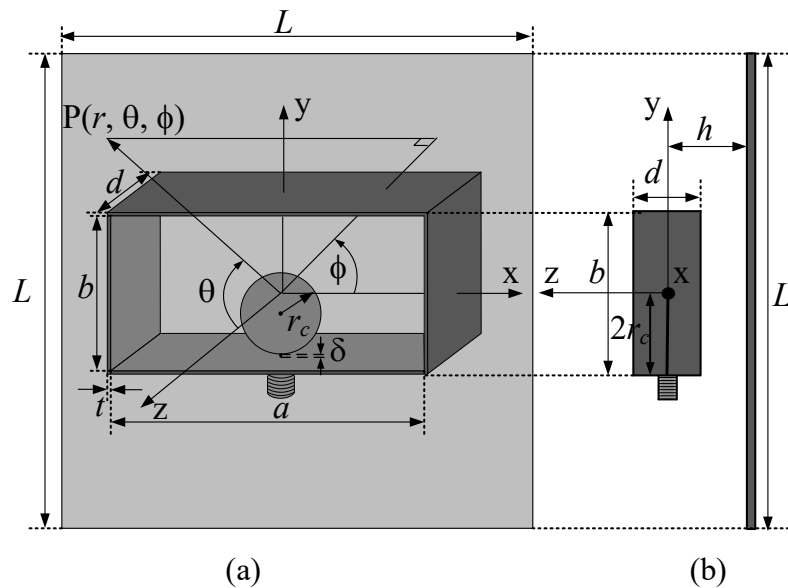 L
y
y
P(r, θ, ϕ)
h
d
d
L
b
θ
ϕ
x
z
b
x
L
r_c
2r_c
δ
t
z
a
(a)
(b)